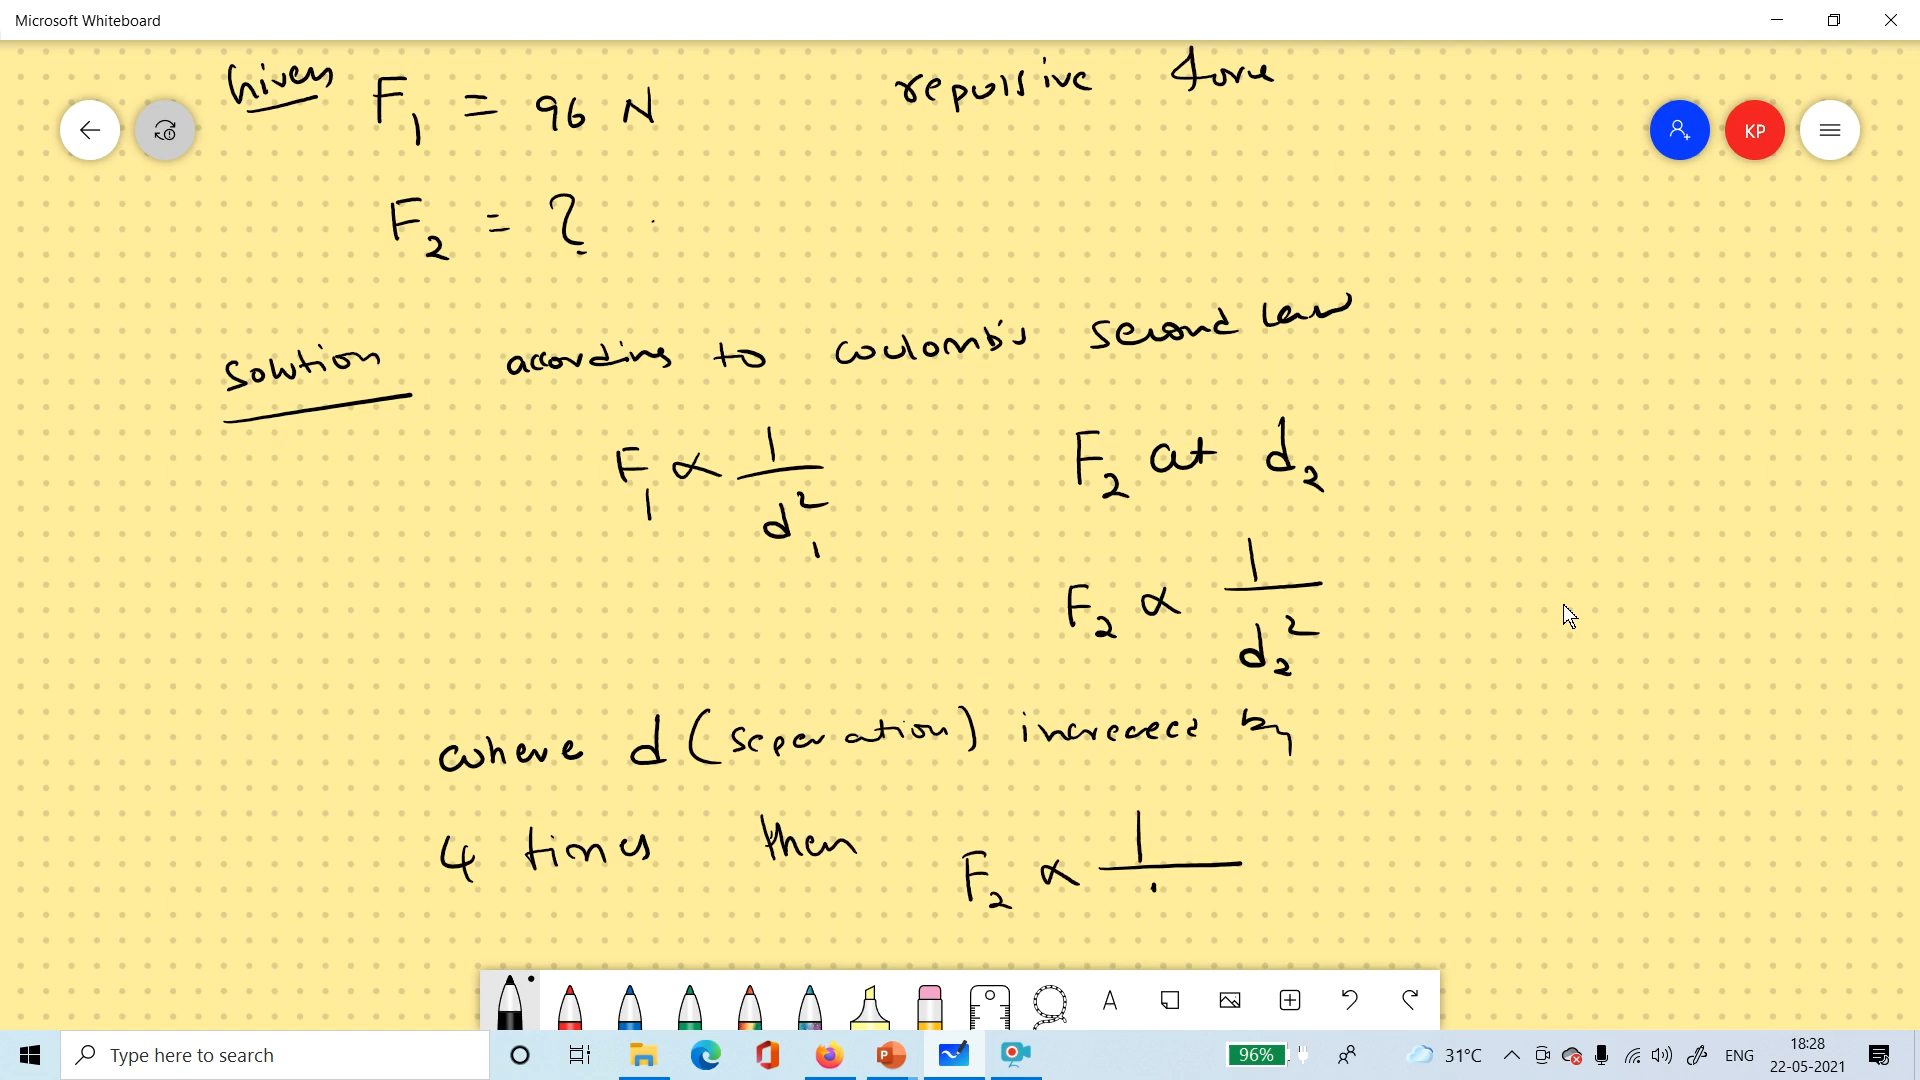 Microsoft Whiteboard
Given F₁ = 96 N repulsive force
KP
F₂ = ?
Solution according to coulomb's second law
F₁ ∝ 1/d₁² F₂ at d₂
F₂ ∝ 1/d₂²
where d (seperation) increases by
4 times then F₂ ∝ 1/
A
Type here to search
96%
31°C
ENG
18:28
22-05-2021